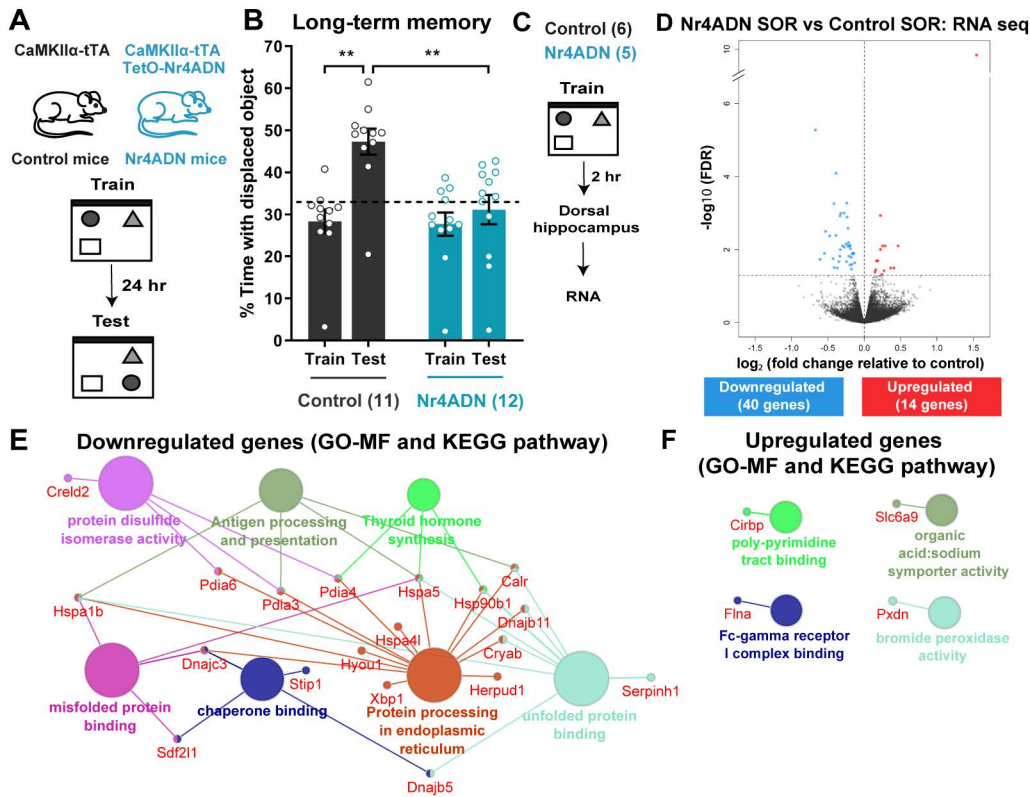 A
CaMKIIα-tTA
CaMKIIα-tTA
TetO-Nr4ADN
Control mice
Nr4ADN mice
Train
24 hr
Test
B
Long-term memory
% Time with displaced object
70
60
50
40
30
20
10
0
**
**
Train Test Train Test
Control (11) Nr4ADN (12)
C
Control (6)
Nr4ADN (5)
Train
2 hr
Dorsal
hippocampus
RNA
D
Nr4ADN SOR vs Control SOR: RNA seq
-log10 (FDR)
10
6
4
2
0
-1.5 -1.0 -0.5 0.0 0.5 1.0 1.5
log₂ (fold change relative to control)
Downregulated
(40 genes)
Upregulated
(14 genes)
E
Downregulated genes (GO-MF and KEGG pathway)
Creld2
protein disulfide
isomerase activity
Antigen processing
and presentation
Thyroid hormone
synthesis
Pdia6
Pdia3
Pdia4
Hspa5
Calr
Hsp90b1
Hspa1b
Dnajb11
Hspa4l
Cryab
Dnajc3
Hyou1
Stip1
Xbp1
Herpud1
Serpinh1
misfolded protein
binding
chaperone binding
Protein processing
in endoplasmic
reticulum
unfolded protein
binding
Sdf2l1
Dnajb5
F
Upregulated genes
(GO-MF and KEGG pathway)
Cirbp
poly-pyrimidine
tract binding
Slc6a9
organic
acid:sodium
symporter activity
Flna
Fc-gamma receptor
I complex binding
Pxdn
bromide peroxidase
activity